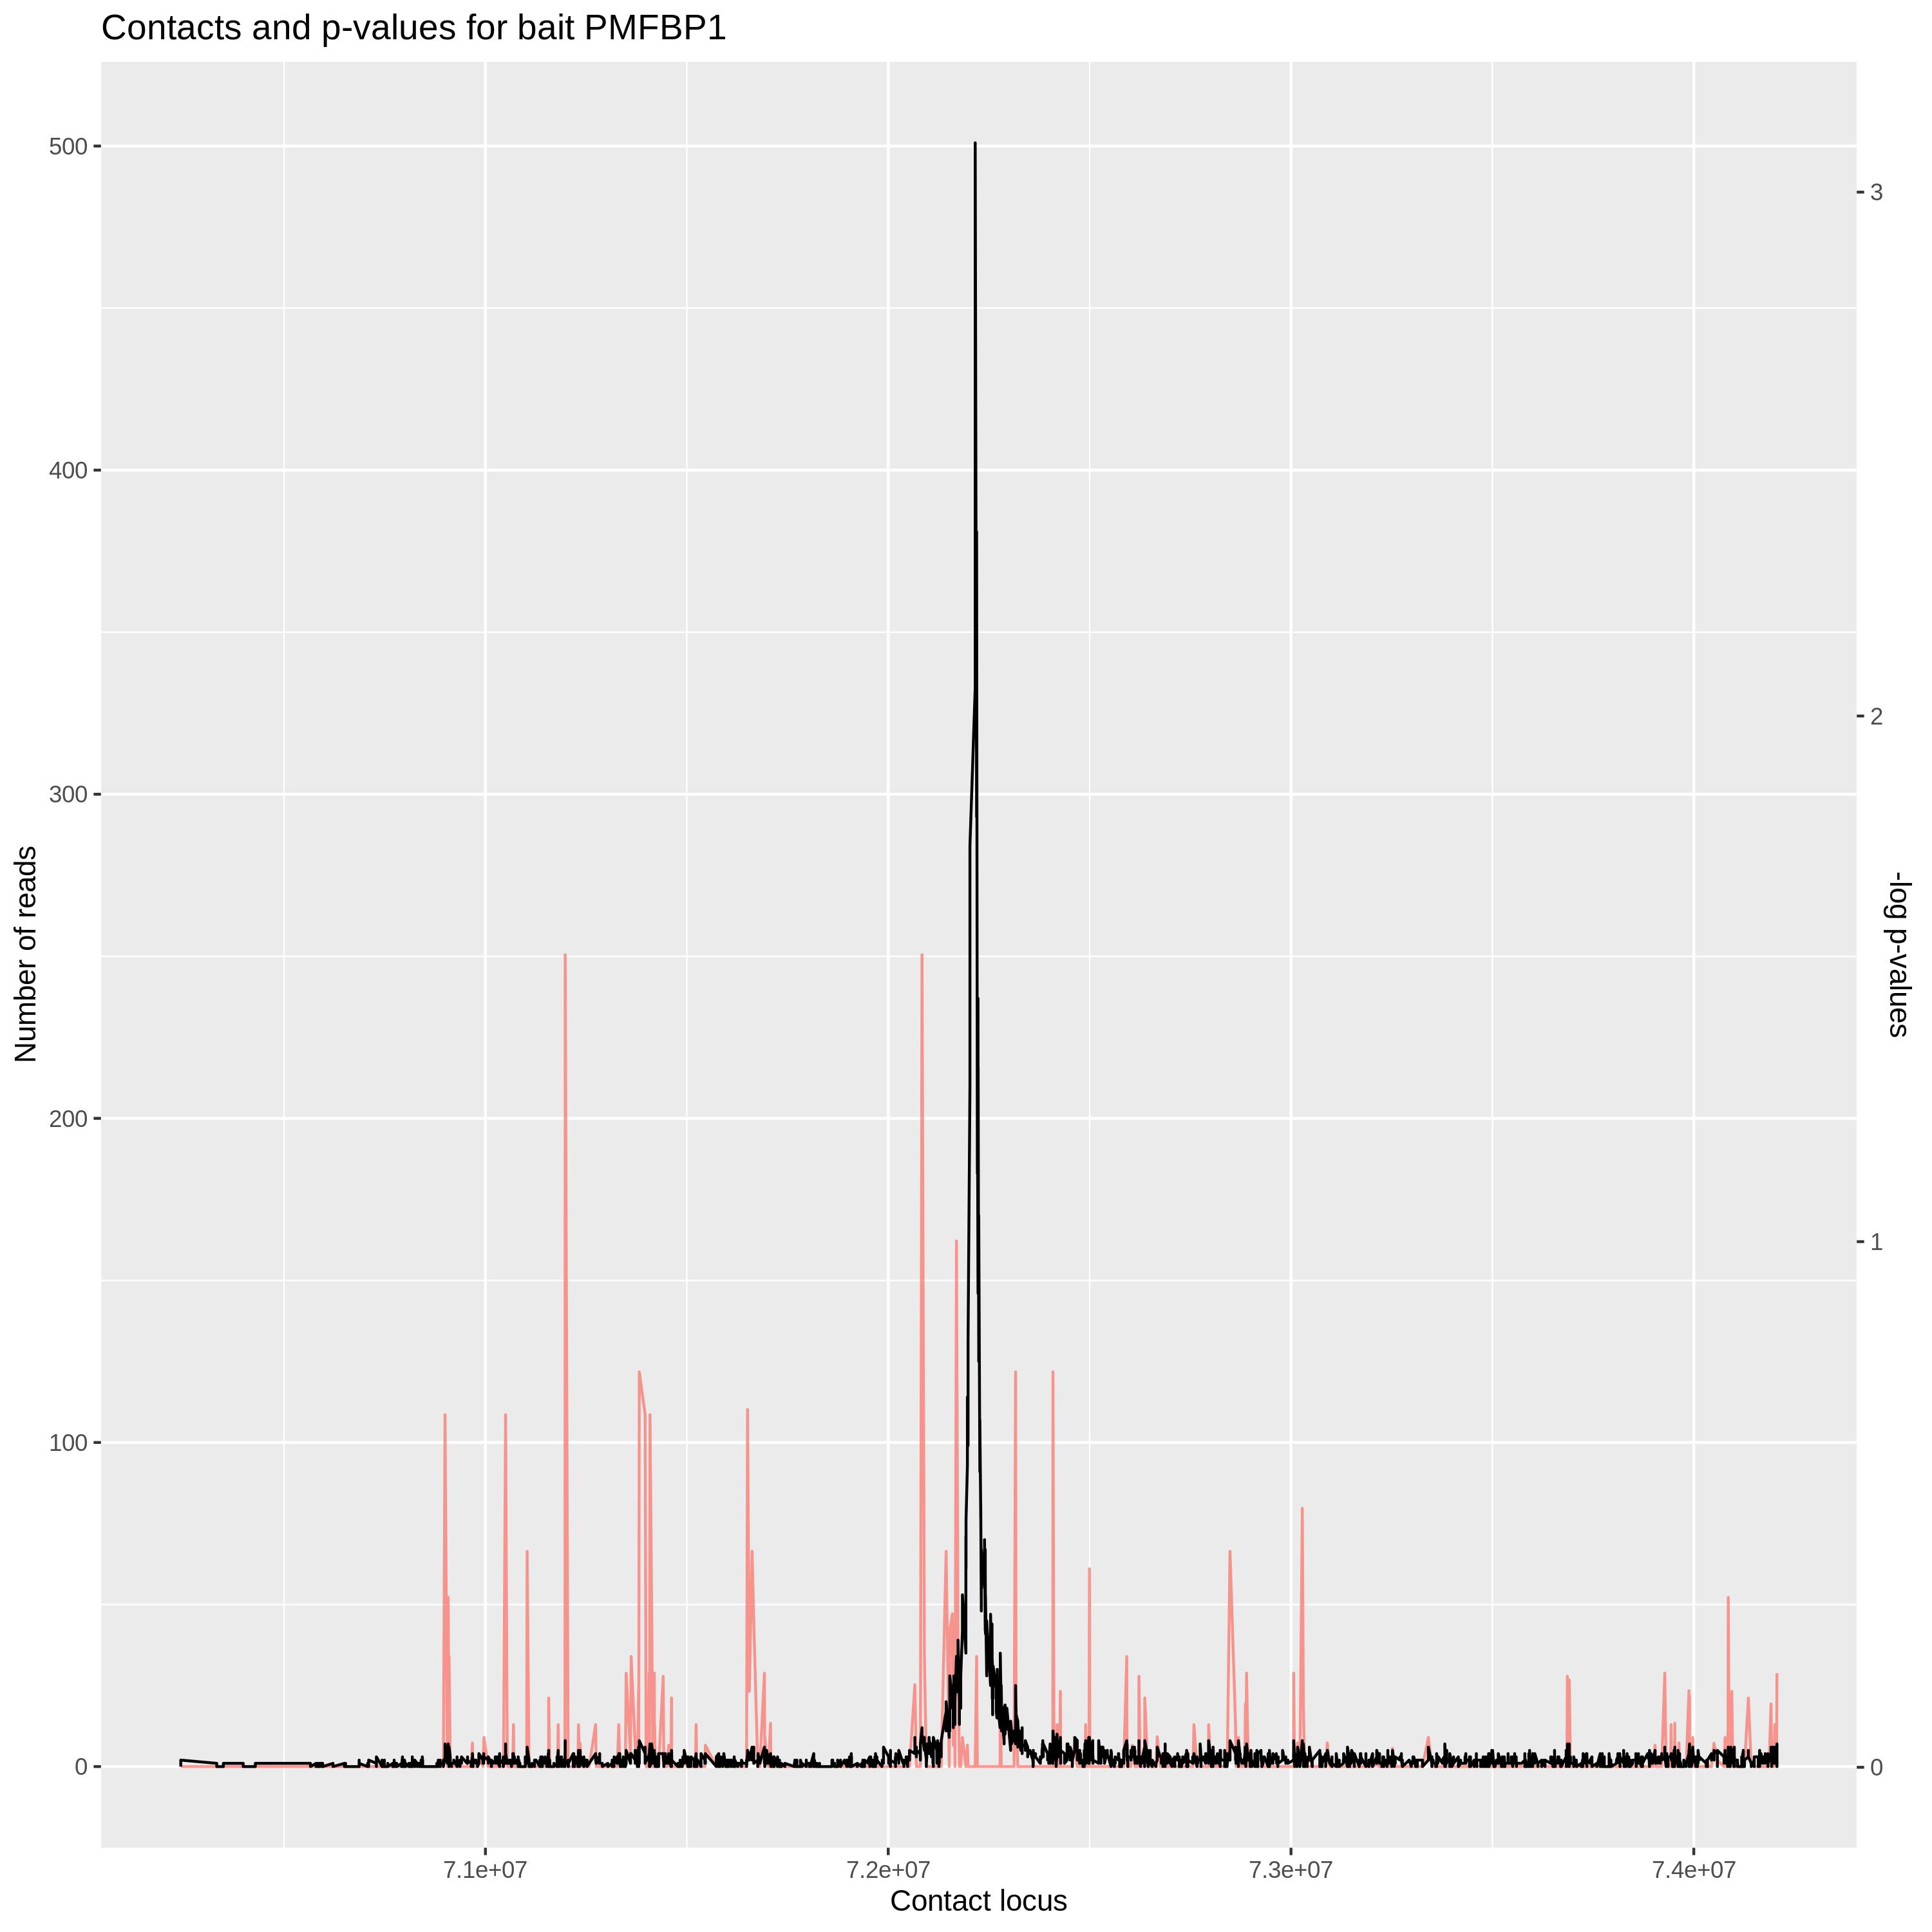 Contacts and p-values for bait PMFBP1
500
400
300
200
100
0
Number of reads
3
2
1
0
-log p-values
7.1e+07 7.2e+07 7.3e+07 7.4e+07
Contact locus